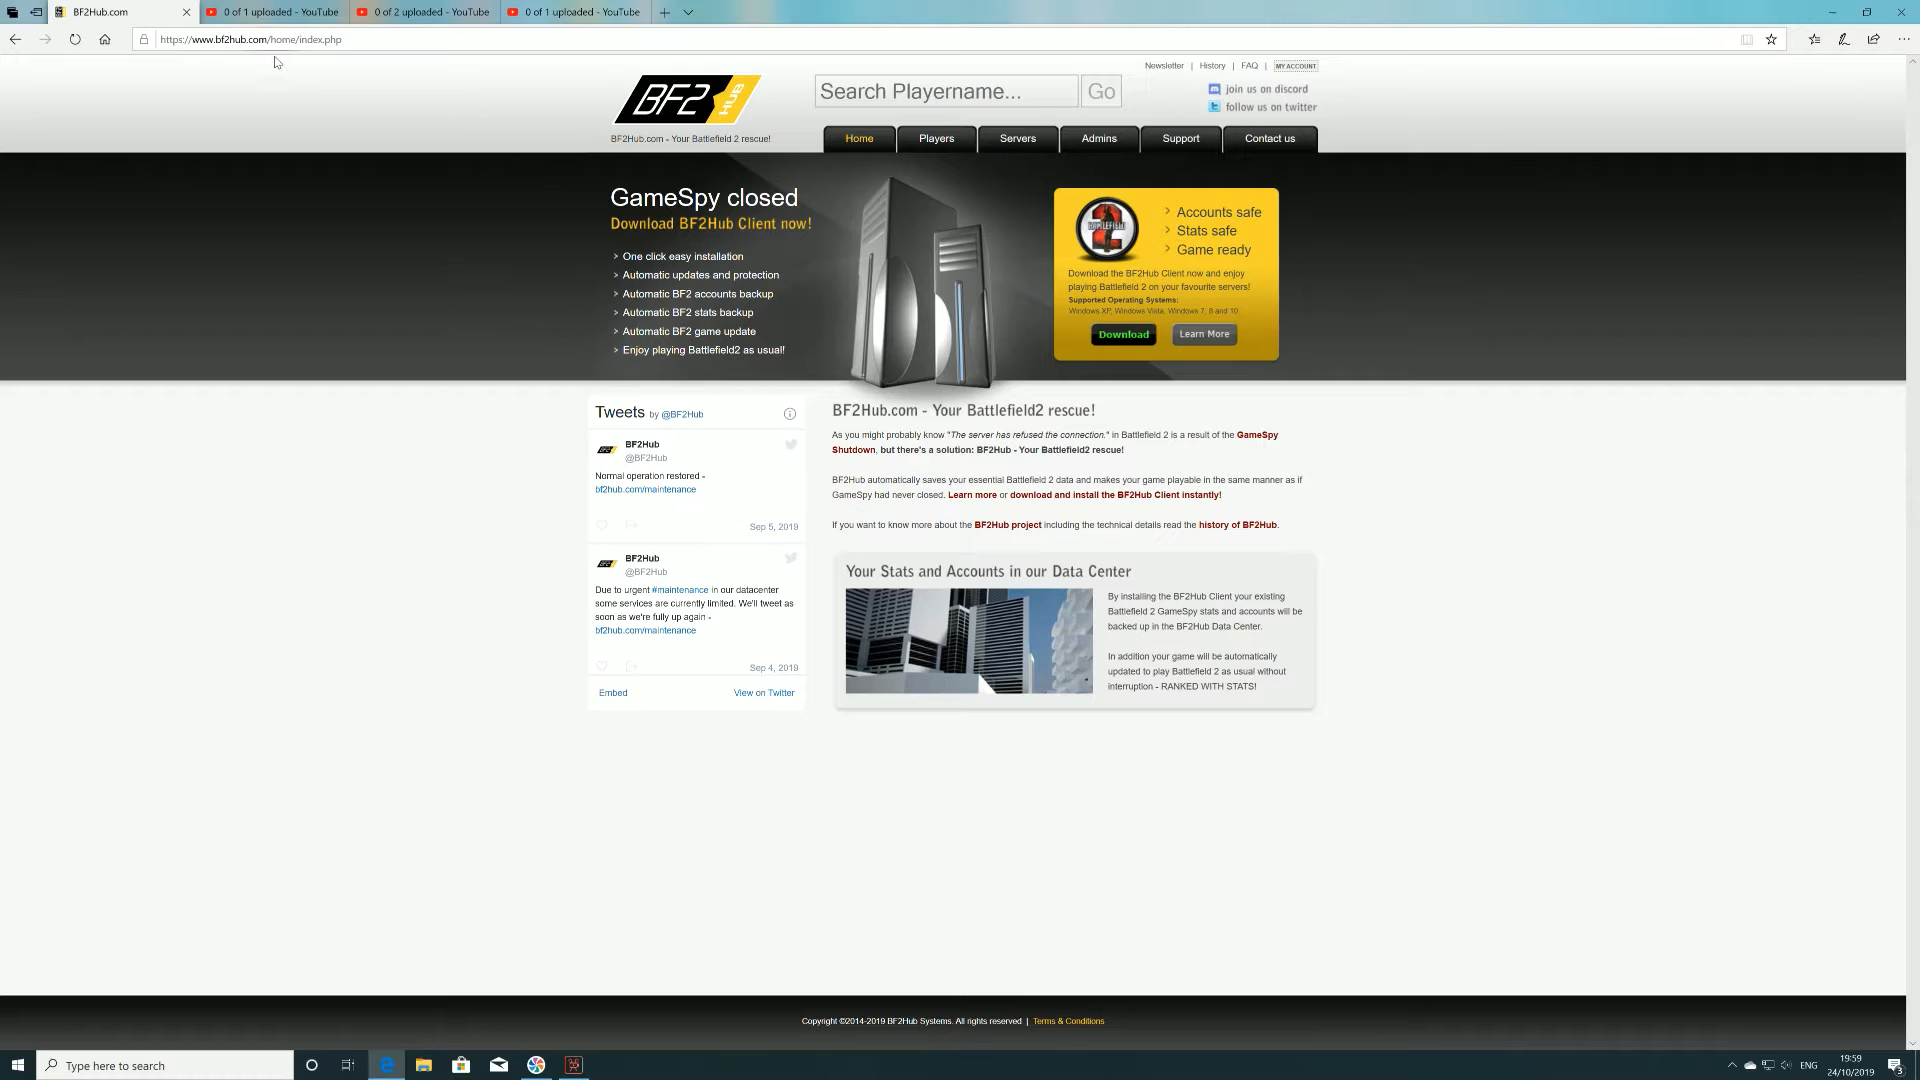 BF2Hub.com
0 of 1 uploaded - YouTube
0 of 2 uploaded - YouTube
0 of 1 uploaded - YouTube
https://www.bf2hub.com/home/index.php
Newsletter | History | FAQ | MY ACCOUNT
BF2 HUB
Search Playername...
Go
join us on discord
follow us on twitter
BF2Hub.com - Your Battlefield 2 rescue!
Home
Players
Servers
Admins
Support
Contact us
GameSpy closed
Download BF2Hub Client now!
One click easy installation
Automatic updates and protection
Automatic BF2 accounts backup
Automatic BF2 stats backup
Automatic BF2 game update
Enjoy playing Battlefield2 as usual!
BATTLEFIELD
2
Accounts safe
Stats safe
Game ready
Download the BF2Hub Client now and enjoy
playing Battlefield 2 on your favourite servers!
Supported Operating Systems:
Windows XP, Windows Vista, Windows 7, 8 and 10
Download
Learn More
Tweets by @BF2Hub
BF2Hub
@BF2Hub
Normal operation restored -
bf2hub.com/maintenance
Sep 5, 2019
BF2Hub
@BF2Hub
Due to urgent #maintenance in our datacenter
some services are currently limited. We'll tweet as
soon as we're fully up again -
bf2hub.com/maintenance
Sep 4, 2019
Embed
View on Twitter
BF2Hub.com - Your Battlefield2 rescue!
As you might probably know "The server has refused the connection." in Battlefield 2 is a result of the GameSpy
Shutdown, but there's a solution: BF2Hub - Your Battlefield2 rescue!
BF2Hub automatically saves your essential Battlefield 2 data and makes your game playable in the same manner as if
GameSpy had never closed. Learn more or download and install the BF2Hub Client instantly!
If you want to know more about the BF2Hub project including the technical details read the history of BF2Hub.
Your Stats and Accounts in our Data Center
By installing the BF2Hub Client your existing
Battlefield 2 GameSpy stats and accounts will be
backed up in the BF2Hub Data Center.
In addition your game will be automatically
updated to play Battlefield 2 as usual without
interruption - RANKED WITH STATS!
Copyright ©2014-2019 BF2Hub Systems. All rights reserved | Terms & Conditions
Type here to search
ENG
19:59
24/10/2019
3